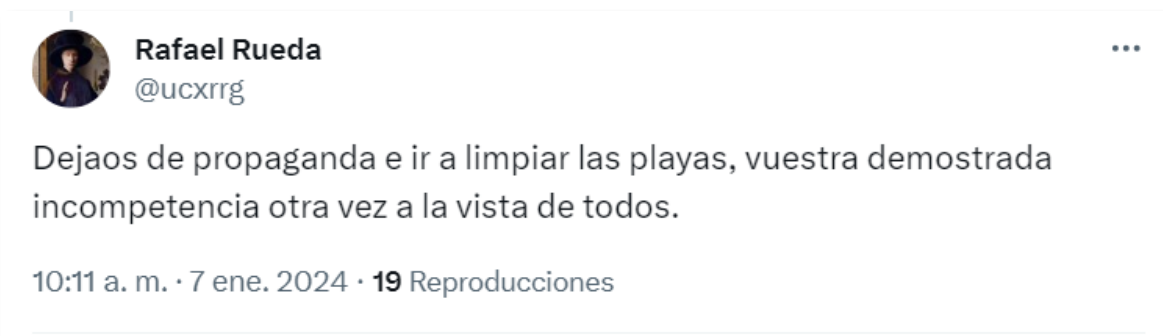 Rafael Rueda
@ucxrrg
Dejaos de propaganda e ir a limpiar las playas, vuestra demostrada
incompetencia otra vez a la vista de todos.
10:11 a. m. · 7 ene. 2024 · 19 Reproducciones